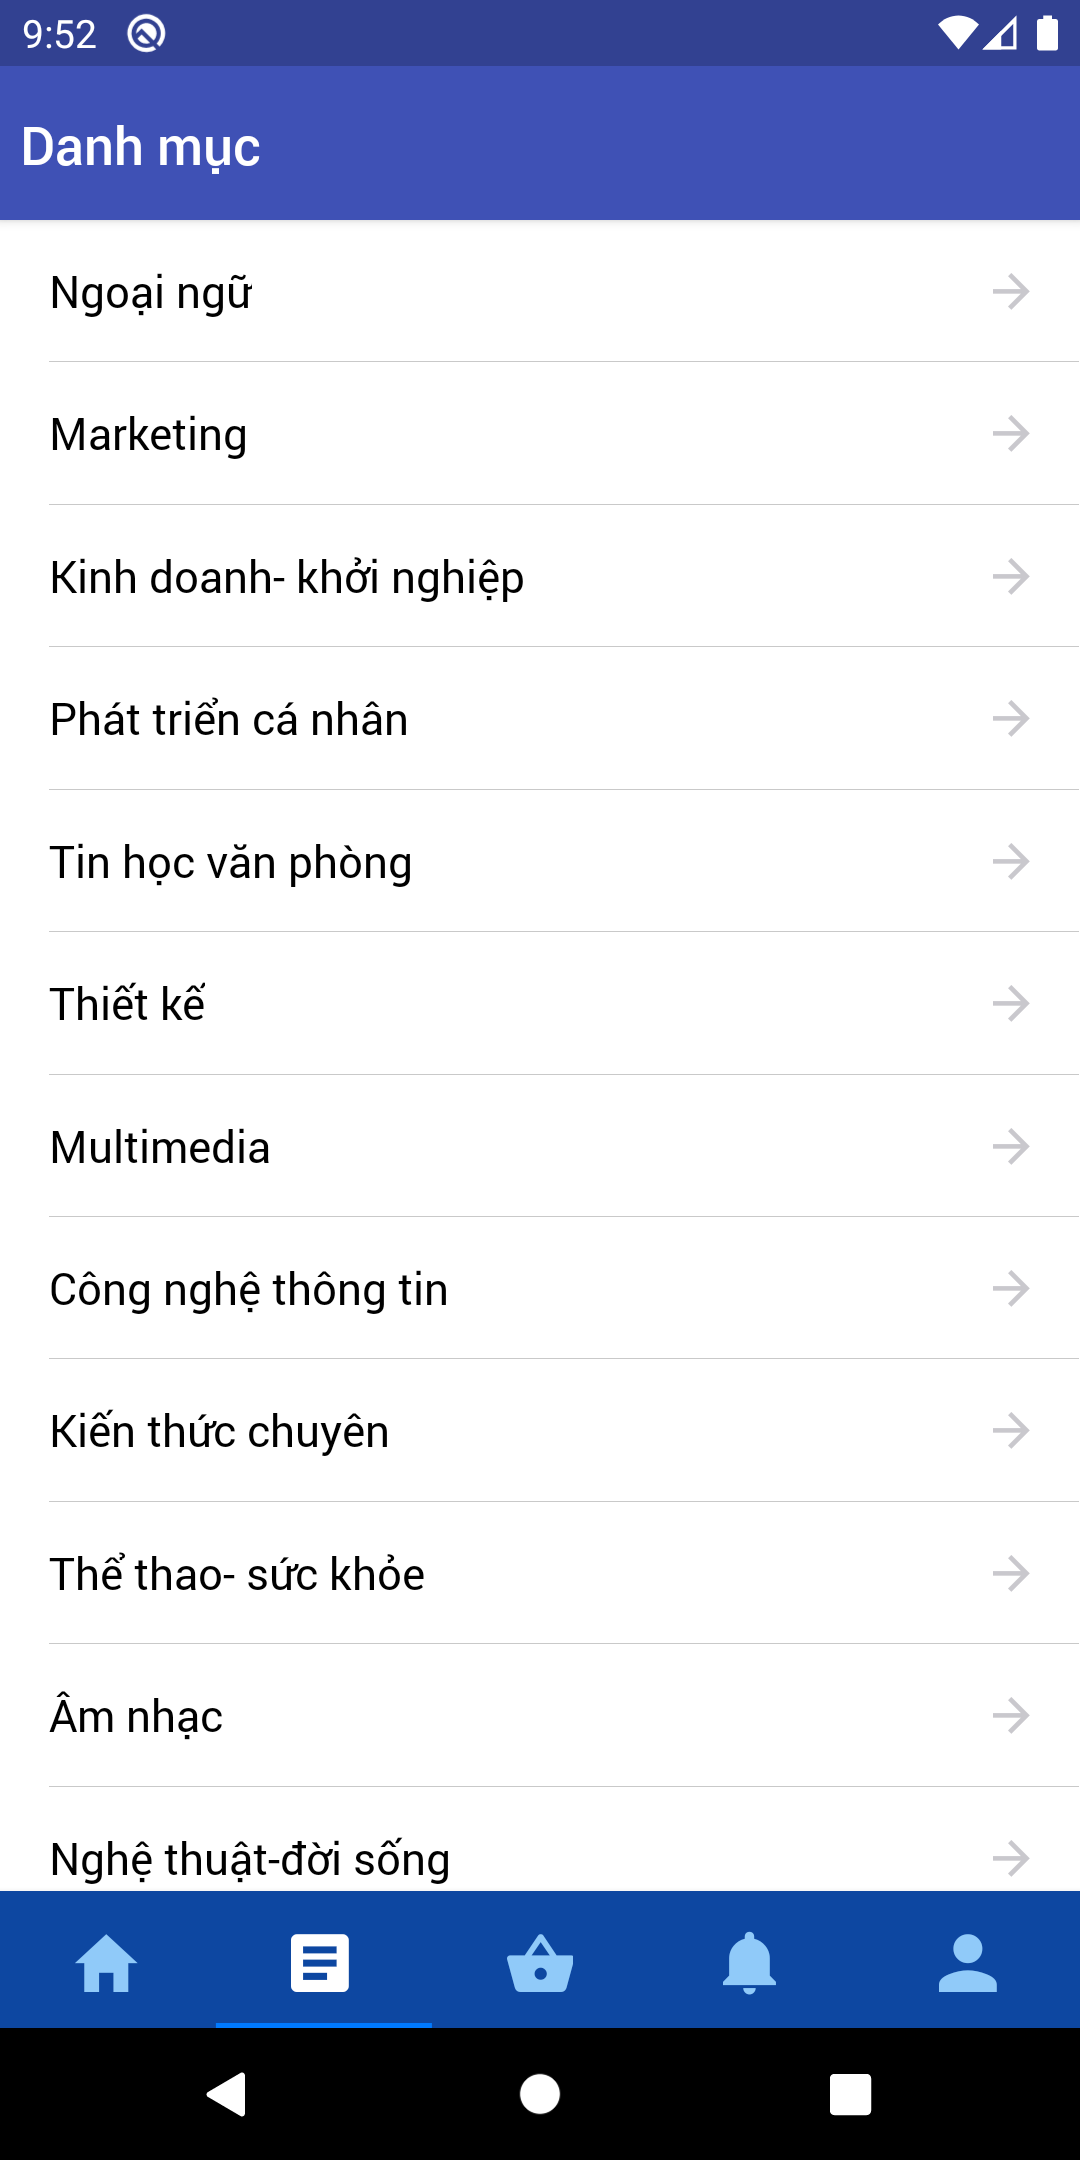 9:52
Danh mục
Ngoại ngữ
Marketing
Kinh doanh- khởi nghiệp
Phát triển cá nhân
Tin học văn phòng
Thiết kế
Multimedia
Công nghệ thông tin
Kiến thức chuyên
Thể thao- sức khỏe
Âm nhạc
Nghệ thuật-đời sống